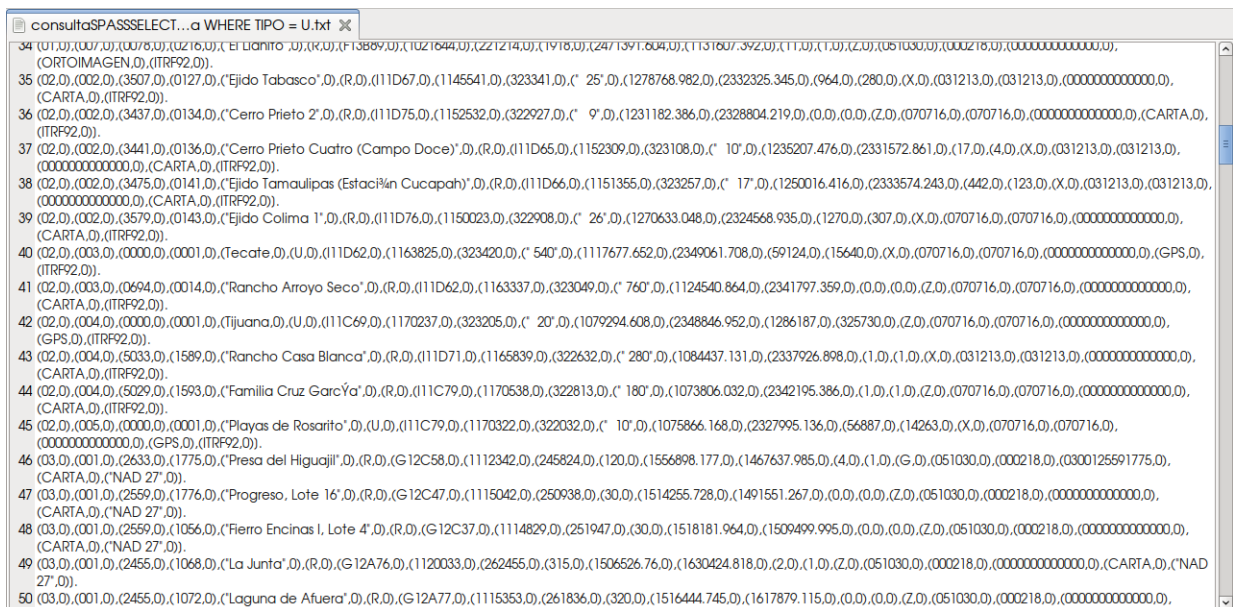 consultaSPASSSELECT…a WHERE TIPO = U.txt
34 (01,0),(007,0),(0078,0),(0216,0),("El Llanito",0),(R,0),(F13B89,0),(1021644,0),(221214,0),(1918,0),(2471391.604,0),(1131607.392,0),(11,0),(1,0),(Z,0),(051030,0),(000218,0),(0000000000000,0),
(ORTOIMAGEN,0),(ITRF92,0)}.
35 (02,0),(002,0),(3507,0),(0127,0),("Ejido Tabasco",0),(R,0),(I11D67,0),(1145541,0),(323341,0),("  25",0),(1278768.982,0),(2332325.345,0),(964,0),(280,0),(X,0),(031213,0),(031213,0),(0000000000000,0),
(CARTA,0),(ITRF92,0)}.
36 (02,0),(002,0),(3437,0),(0134,0),("Cerro Prieto 2",0),(R,0),(I11D75,0),(1152532,0),(322927,0),("   9",0),(1231182.386,0),(2328804.219,0),(0,0),(0,0),(Z,0),(070716,0),(070716,0),(0000000000000,0),(CARTA,0),
(ITRF92,0)}.
37 (02,0),(002,0),(3441,0),(0136,0),("Cerro Prieto Cuatro (Campo Doce)",0),(R,0),(I11D65,0),(1152309,0),(323108,0),("  10",0),(1235207.476,0),(2331572.861,0),(17,0),(4,0),(X,0),(031213,0),(031213,0),
(0000000000000,0),(CARTA,0),(ITRF92,0)}.
38 (02,0),(002,0),(3475,0),(0141,0),("Ejido Tamaulipas (Estaci¾n Cucapah)",0),(R,0),(I11D66,0),(1151355,0),(323257,0),("  17",0),(1250016.416,0),(2333574.243,0),(442,0),(123,0),(X,0),(031213,0),(031213,0),
(0000000000000,0),(CARTA,0),(ITRF92,0)}.
39 (02,0),(002,0),(3579,0),(0143,0),("Ejido Colima 1",0),(R,0),(I11D76,0),(1150023,0),(322908,0),("  26",0),(1270633.048,0),(2324568.935,0),(1270,0),(307,0),(X,0),(070716,0),(070716,0),(0000000000000,0),
(CARTA,0),(ITRF92,0)}.
40 (02,0),(003,0),(0000,0),(0001,0),(Tecate,0),(U,0),(I11D62,0),(1163825,0),(323420,0),(" 540",0),(1117677.652,0),(2349061.708,0),(59124,0),(15640,0),(X,0),(070716,0),(070716,0),(0000000000000,0),(GPS,0),
(ITRF92,0)}.
41 (02,0),(003,0),(0694,0),(0014,0),("Rancho Arroyo Seco",0),(R,0),(I11D62,0),(1163337,0),(323049,0),(" 760",0),(1124540.864,0),(2341797.359,0),(0,0),(0,0),(Z,0),(070716,0),(070716,0),(0000000000000,0),
(CARTA,0),(ITRF92,0)}.
42 (02,0),(004,0),(0000,0),(0001,0),(Tijuana,0),(U,0),(I11C69,0),(1170237,0),(323205,0),("  20",0),(1079294.608,0),(2348846.952,0),(1286187,0),(325730,0),(Z,0),(070716,0),(070716,0),(0000000000000,0),
(GPS,0),(ITRF92,0)}.
43 (02,0),(004,0),(5033,0),(1589,0),("Rancho Casa Blanca",0),(R,0),(I11D71,0),(1165839,0),(322632,0),(" 280",0),(1084437.131,0),(2337926.898,0),(1,0),(1,0),(X,0),(031213,0),(031213,0),(0000000000000,0),
(CARTA,0),(ITRF92,0)}.
44 (02,0),(004,0),(5029,0),(1593,0),("Familia Cruz GarcÝa",0),(R,0),(I11C79,0),(1170538,0),(322813,0),(" 180",0),(1073806.032,0),(2342195.386,0),(1,0),(1,0),(Z,0),(070716,0),(070716,0),(0000000000000,0),
(CARTA,0),(ITRF92,0)}.
45 (02,0),(005,0),(0000,0),(0001,0),("Playas de Rosarito",0),(U,0),(I11C79,0),(1170322,0),(322032,0),("  10",0),(1075866.168,0),(2327995.136,0),(56887,0),(14263,0),(X,0),(070716,0),(070716,0),
(0000000000000,0),(GPS,0),(ITRF92,0)}.
46 (03,0),(001,0),(2633,0),(1775,0),("Presa del Higuajil",0),(R,0),(G12C58,0),(1112342,0),(245824,0),(120,0),(1556898.177,0),(1467637.985,0),(4,0),(1,0),(G,0),(051030,0),(000218,0),(0300125591775,0),
(CARTA,0),("NAD 27",0)}.
47 (03,0),(001,0),(2559,0),(1776,0),("Progreso, Lote 16",0),(R,0),(G12C47,0),(1115042,0),(250938,0),(30,0),(1514255.728,0),(1491551.267,0),(0,0),(0,0),(Z,0),(051030,0),(000218,0),(0000000000000,0),
(CARTA,0),("NAD 27",0)}.
48 (03,0),(001,0),(2559,0),(1056,0),("Fierro Encinas I, Lote 4",0),(R,0),(G12C37,0),(1114829,0),(251947,0),(30,0),(1518181.964,0),(1509499.995,0),(0,0),(0,0),(Z,0),(051030,0),(000218,0),(0000000000000,0),
(CARTA,0),("NAD 27",0)}.
49 (03,0),(001,0),(2455,0),(1068,0),("La Junta",0),(R,0),(G12A76,0),(1120033,0),(262455,0),(315,0),(1506526.76,0),(1630424.818,0),(2,0),(1,0),(Z,0),(051030,0),(000218,0),(0000000000000,0),(CARTA,0),("NAD
27",0)}.
50 (03,0),(001,0),(2455,0),(1072,0),("Laguna de Afuera",0),(R,0),(G12A77,0),(1115353,0),(261836,0),(320,0),(1516444.745,0),(1617879.115,0),(0,0),(0,0),(Z,0),(051030,0),(000218,0),(0000000000000,0),